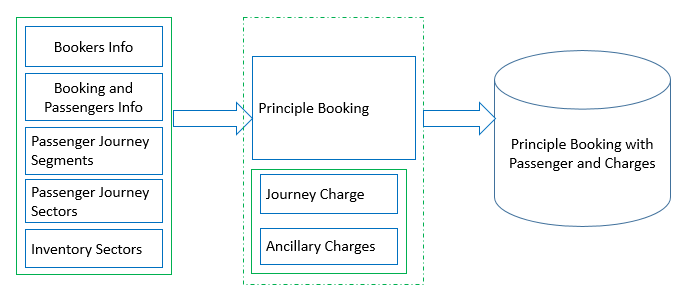 Bookers Info
Booking and
Passengers Info
Passenger Journey
Segments
Passenger Journey
Sectors
Inventory Sectors
Principle Booking
Journey Charge
Ancillary Charges
Principle Booking with
Passenger and Charges